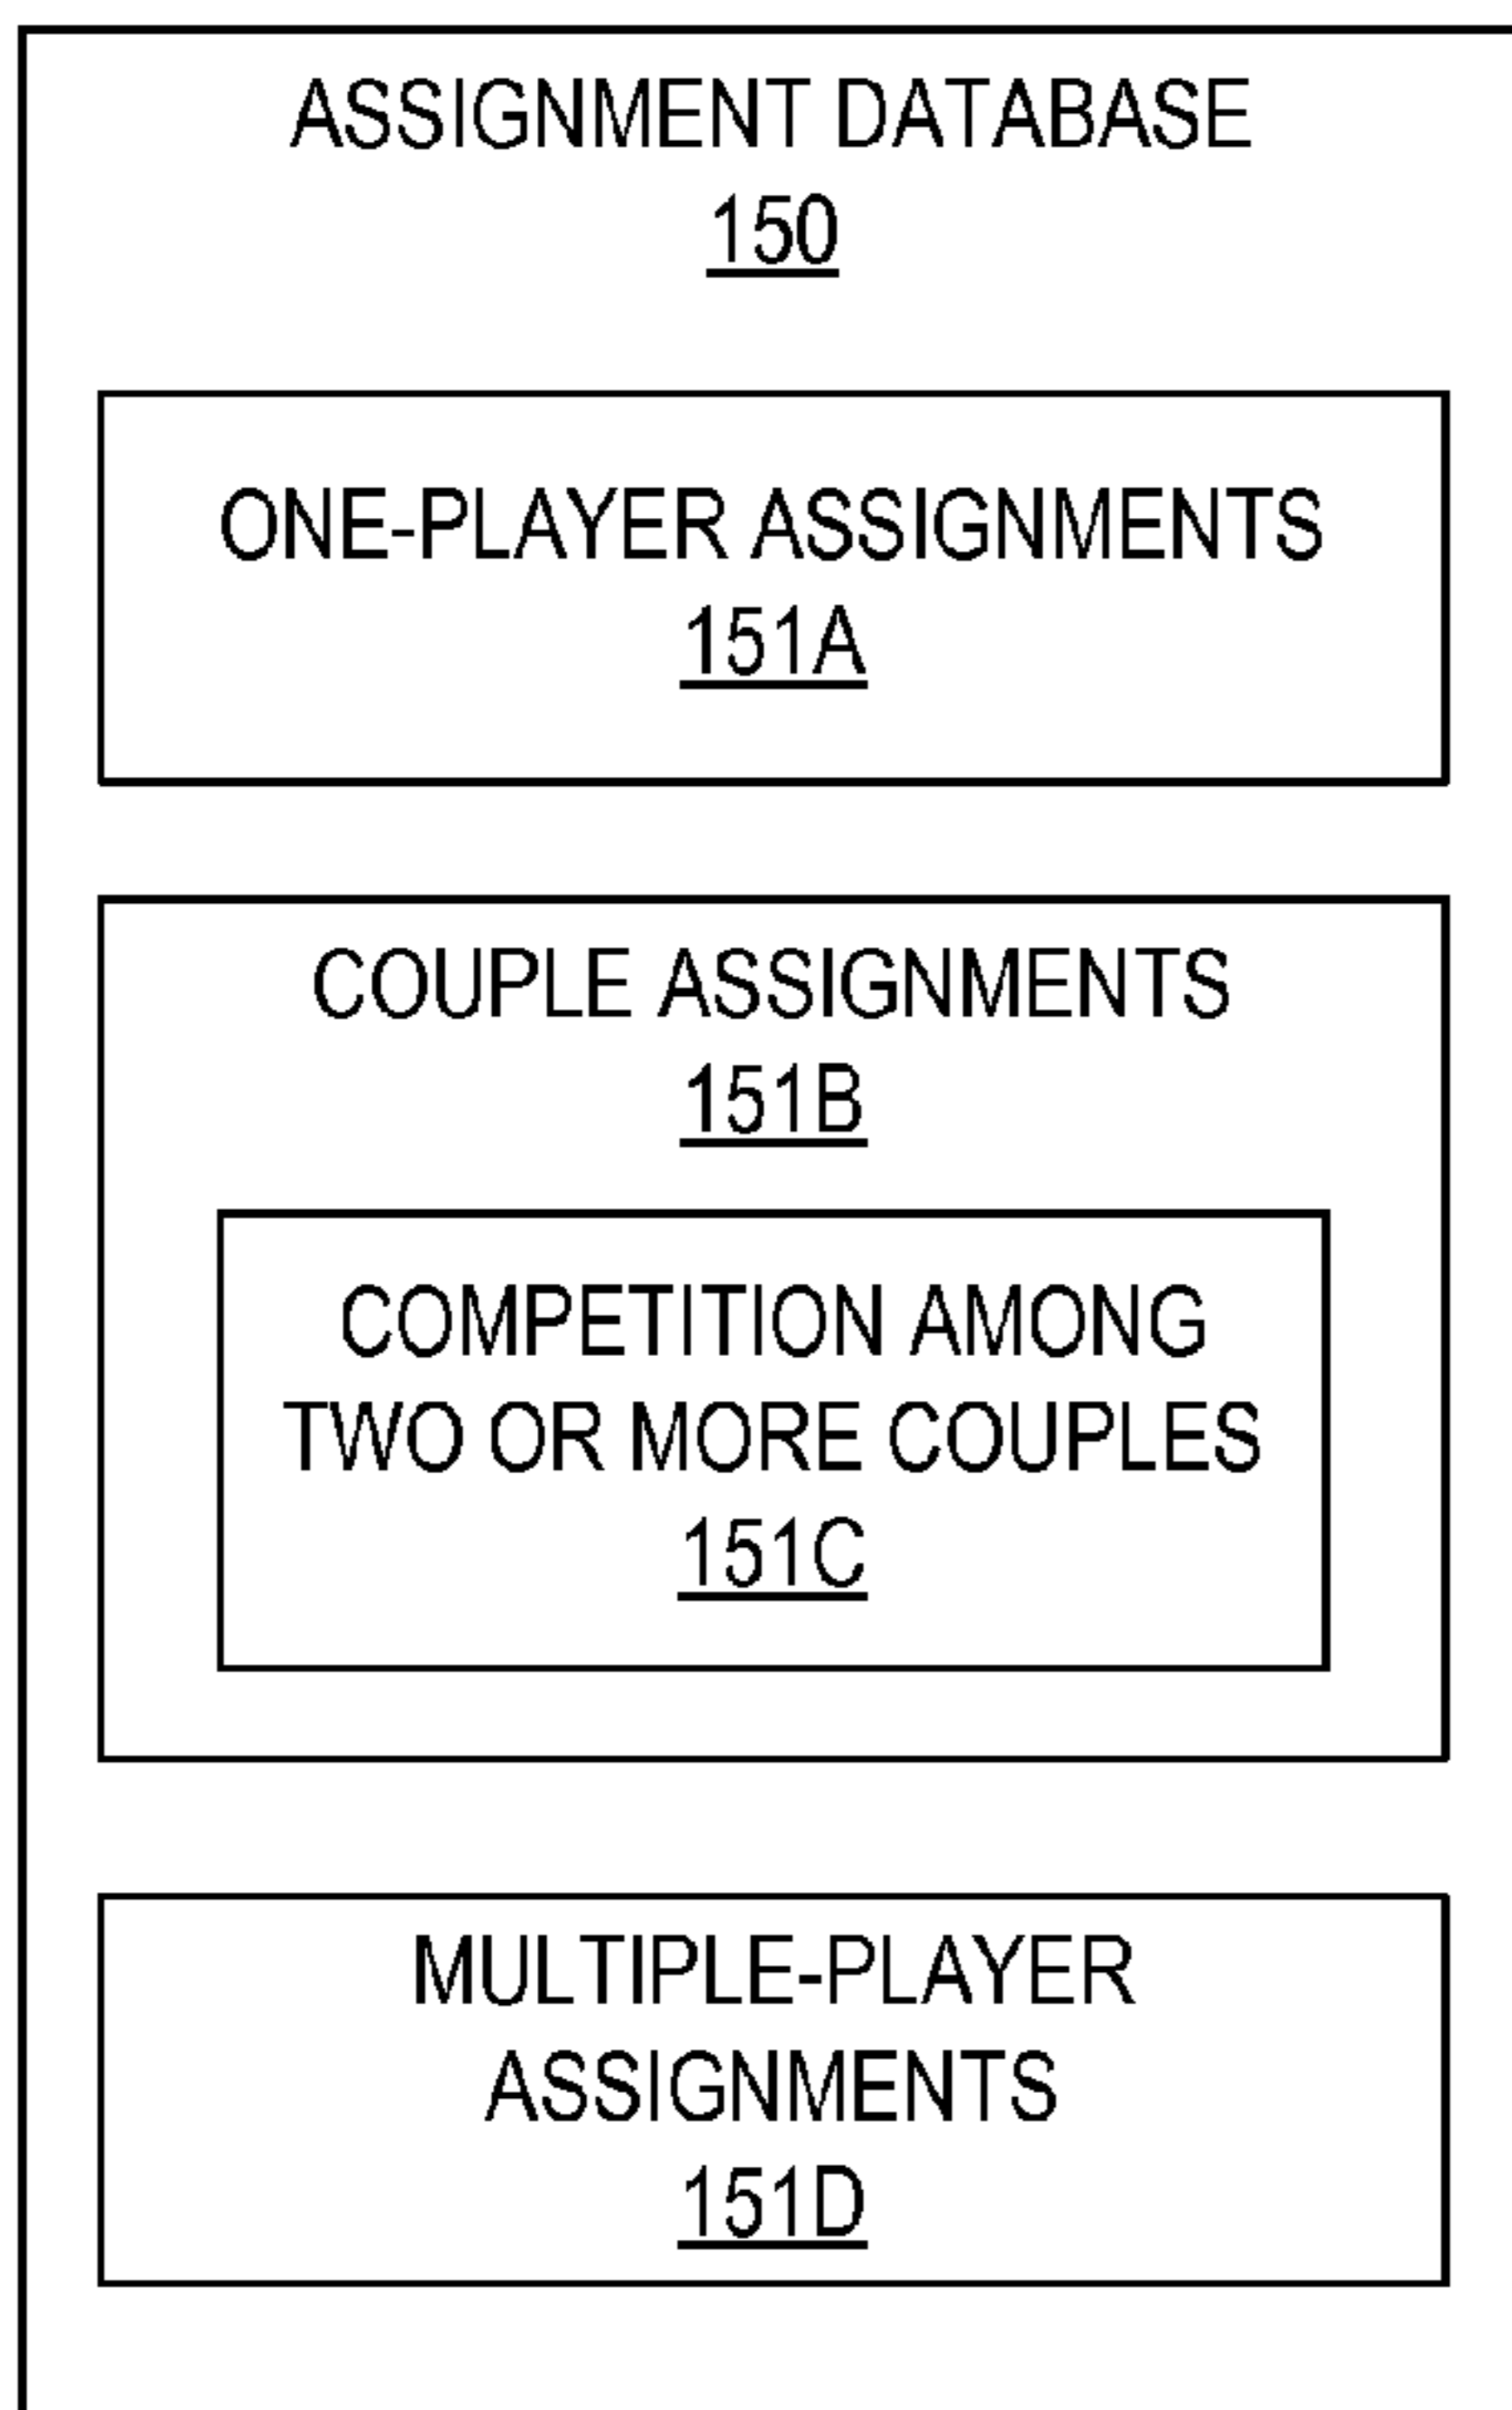 ASSIGNMENT DATABASE
150
ONE-PLAYER ASSIGNMENTS
151A
COUPLE ASSIGNMENTS
151B
COMPETITION AMONG
TWO OR MORE COUPLES
151C
MULTIPLE-PLAYER
ASSIGNMENTS
151D